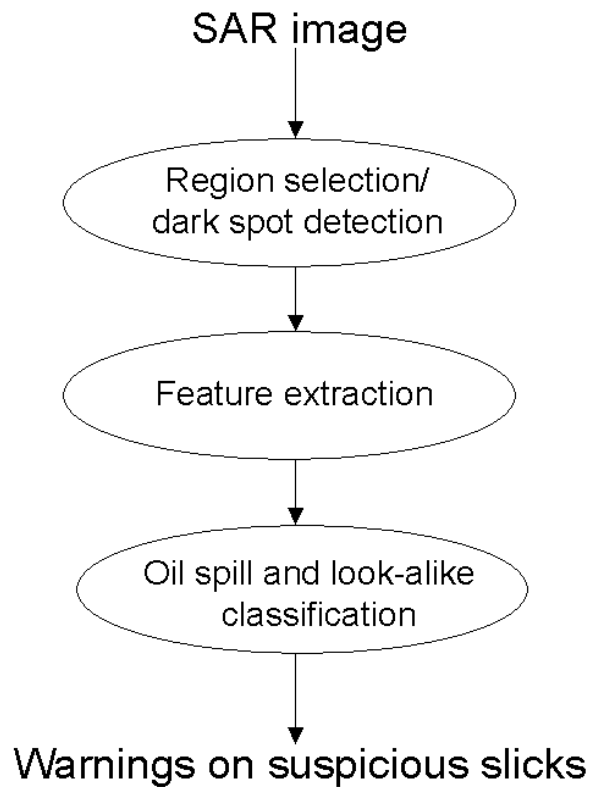 SAR image
Region selection/
dark spot detection
Feature extraction
Oil spill and look-alike
classification
Warnings on suspicious slicks